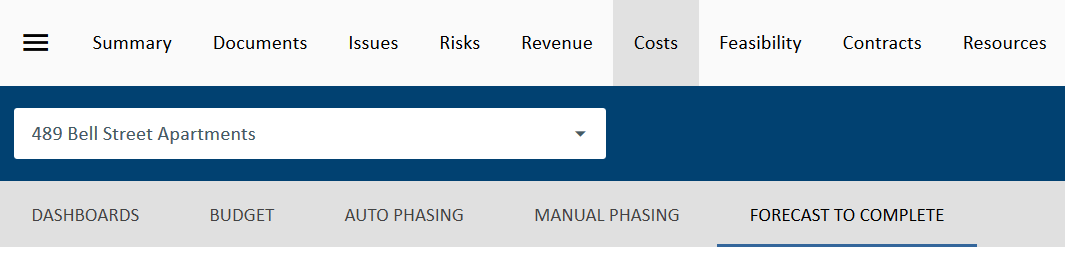 Summary Documents Issues Risks Revenue Costs Feasibility Contracts Resources
489 Bell Street Apartments
DASHBOARDS BUDGET AUTO PHASING MANUAL PHASING FORECAST TO COMPLETE